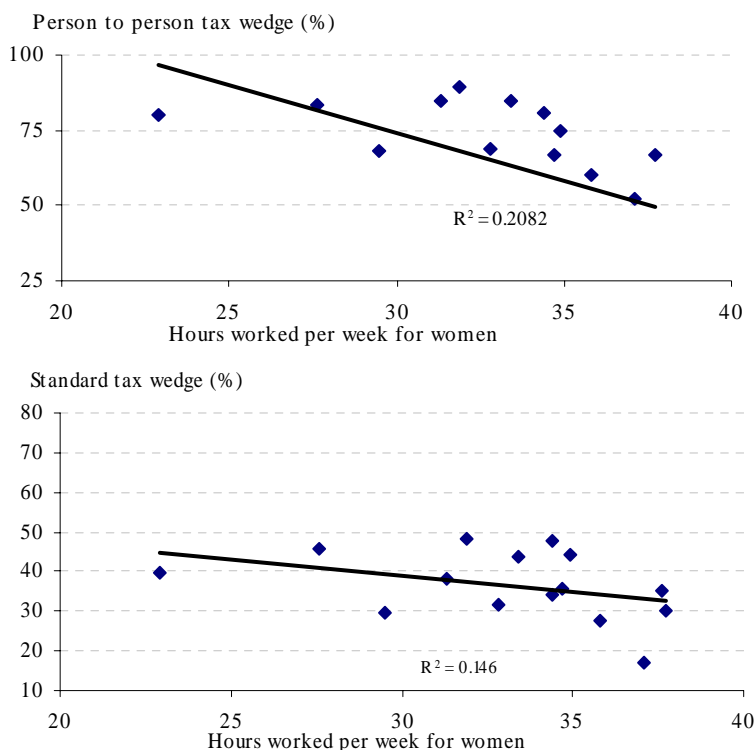 Person to person tax wedge (%)
100
75
50
25
R² = 0.2082
20 25 30 35 40
Hours worked per week for women
Standard tax wedge (%)
80
70
60
50
40
30
20
10
R² = 0.146
20 25 30 35 40
Hours worked per week for women